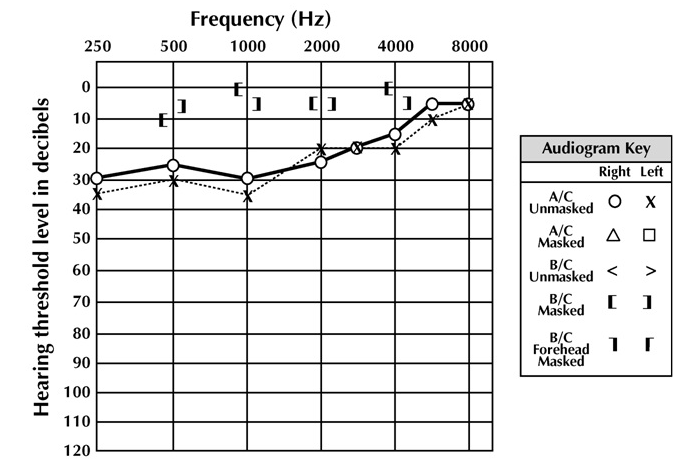 Frequency (Hz)
250 500 1000 2000 4000 8000
Hearing threshold level in decibels
0
10
20
30
40
50
60
70
80
90
100
110
120
Audiogram Key
Right Left
A/C
Unmasked O X
A/C
Masked △ □
B/C
Unmasked < >
B/C
Masked [ ]
B/C
Forehead ┐ ┌
Masked